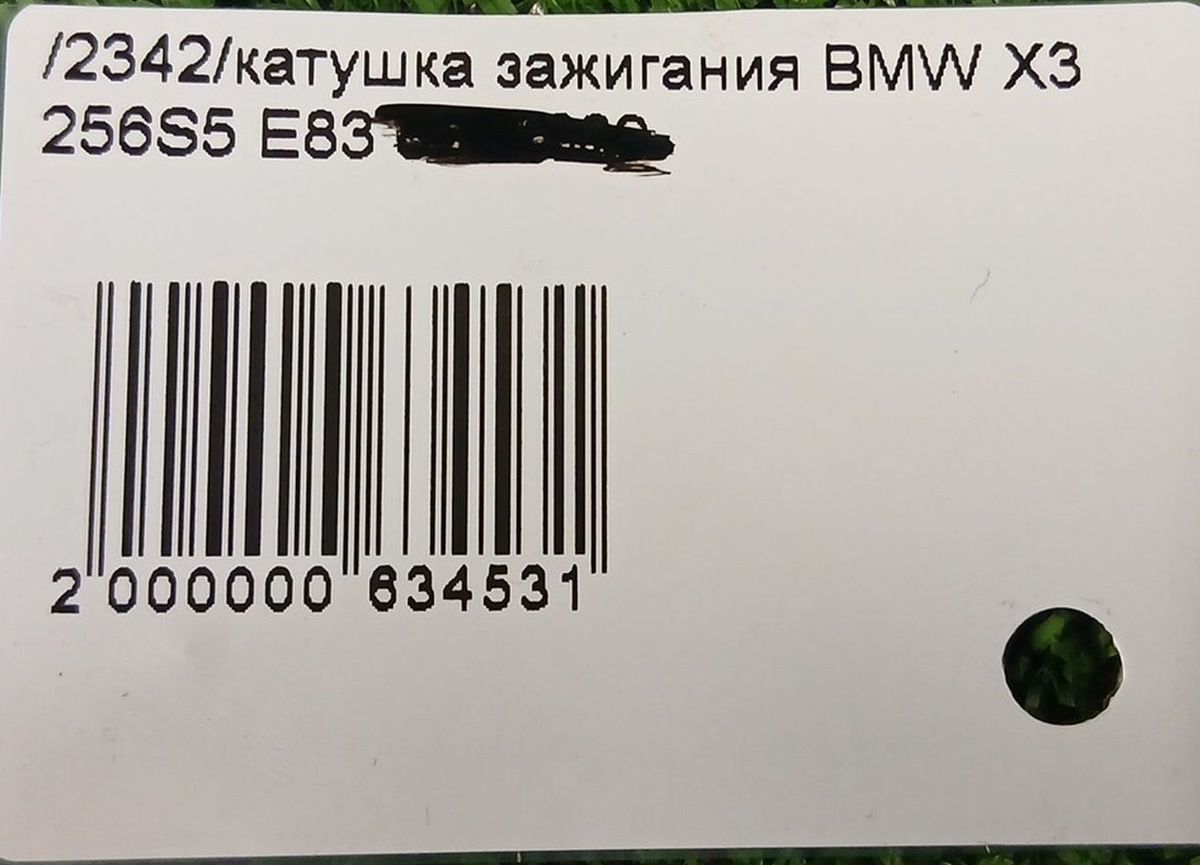 /2342/катушка зажигания BMW X3
256S5 E83
2 000000 634531